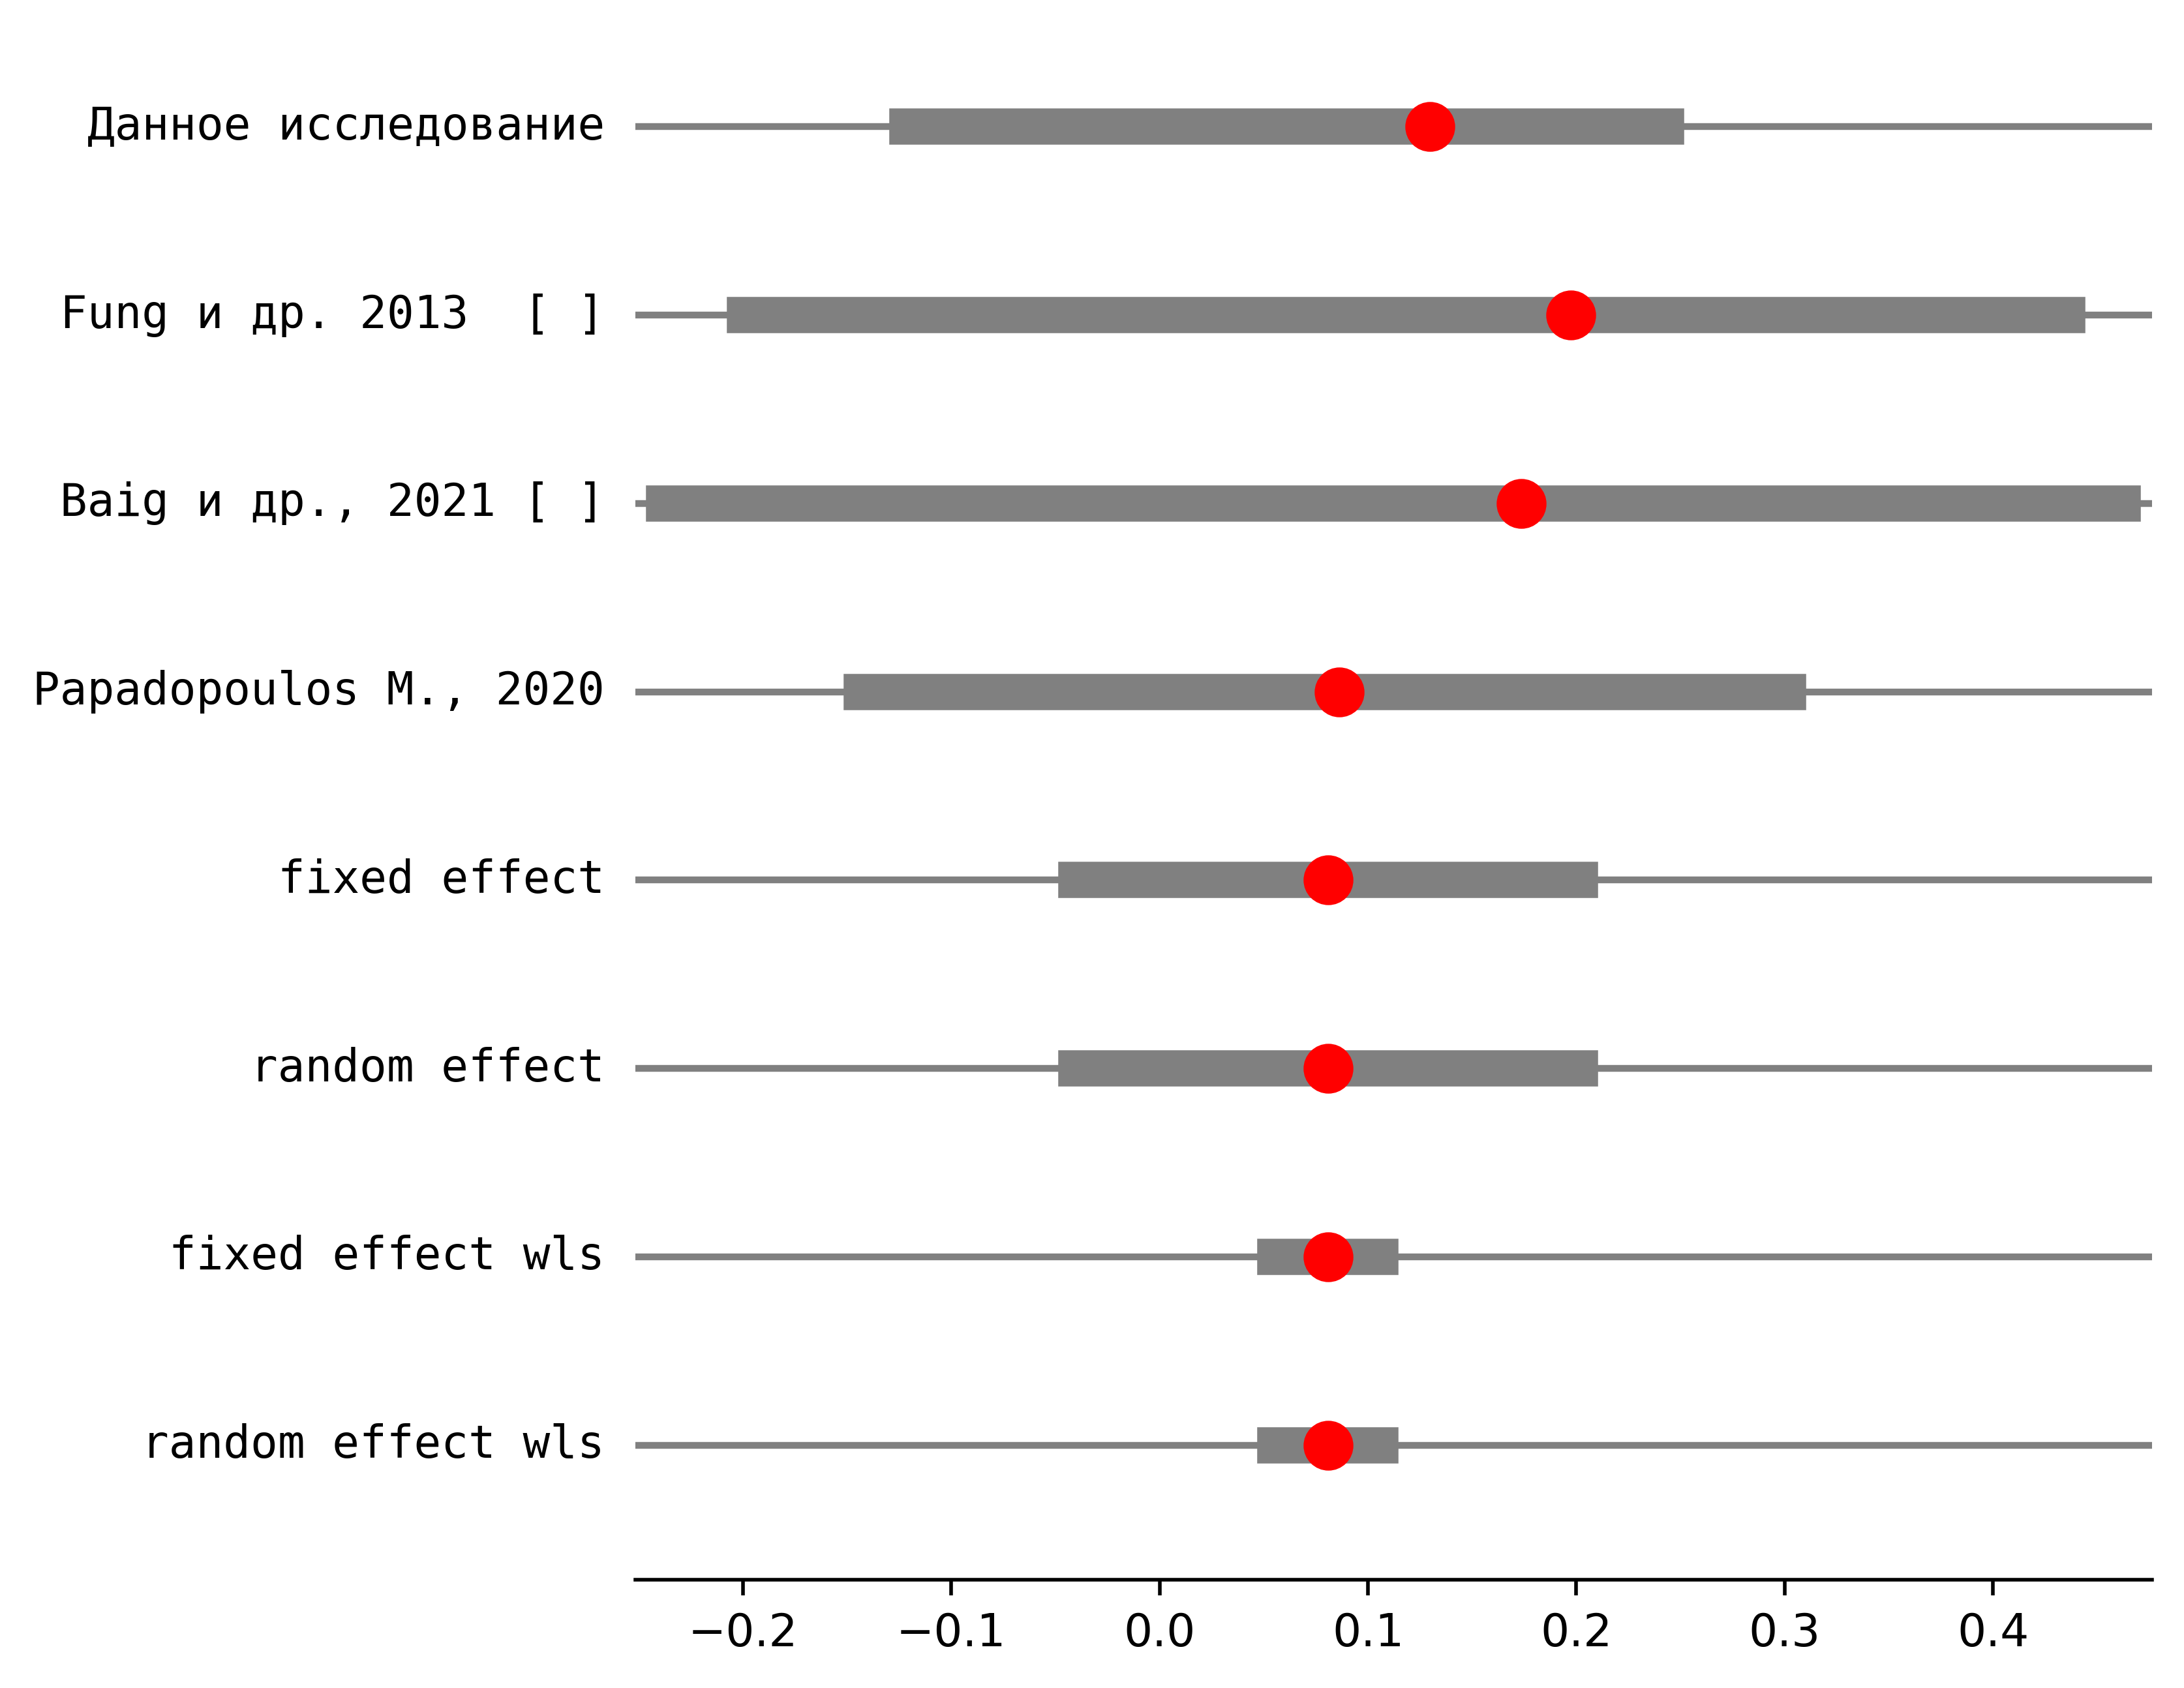 Данное исследование
Fung и др. 2013  [ ]
Baig и др., 2021 [ ]
Papadopoulos M., 2020
fixed effect
random effect
fixed effect wls
random effect wls
−0.2 −0.1 0.0 0.1 0.2 0.3 0.4